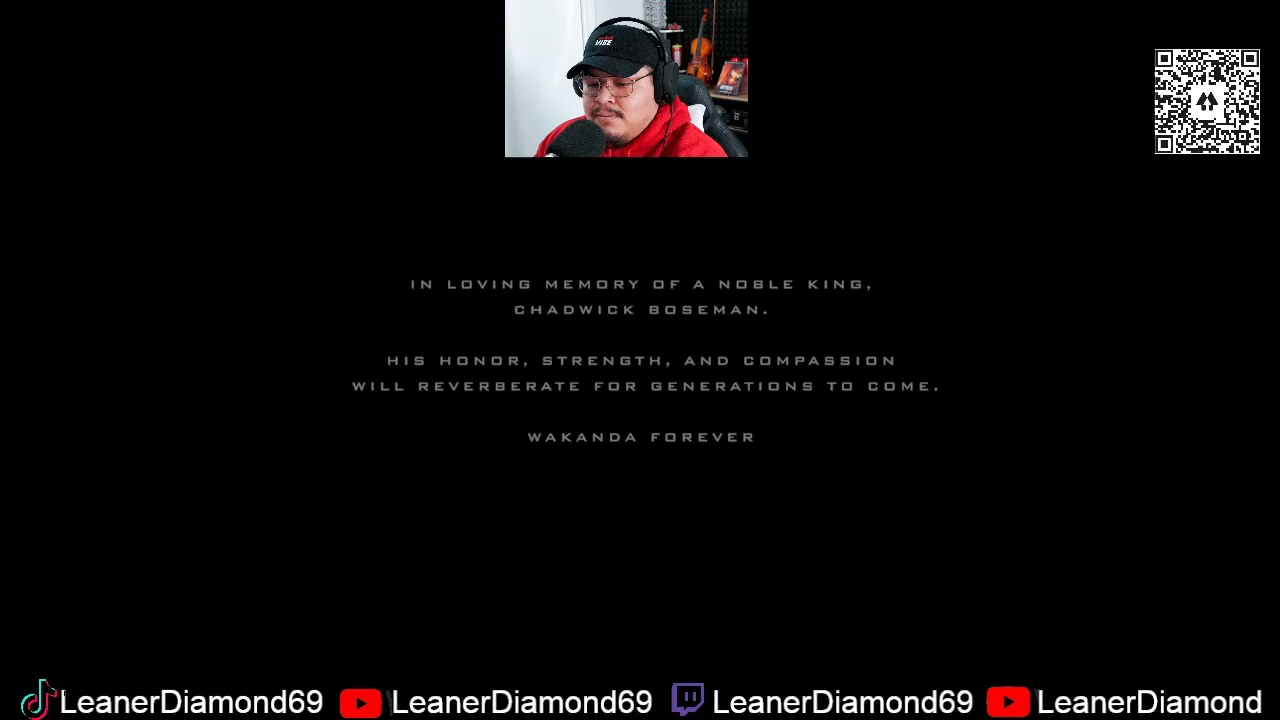 VIBE
IN LOVING MEMORY OF A NOBLE KING,
CHADWICK BOSEMAN.
HIS HONOR, STRENGTH, AND COMPASSION
WILL REVERBERATE FOR GENERATIONS TO COME.
WAKANDA FOREVER
LeanerDiamond69 LeanerDiamond69 LeanerDiamond69 LeanerDiamond